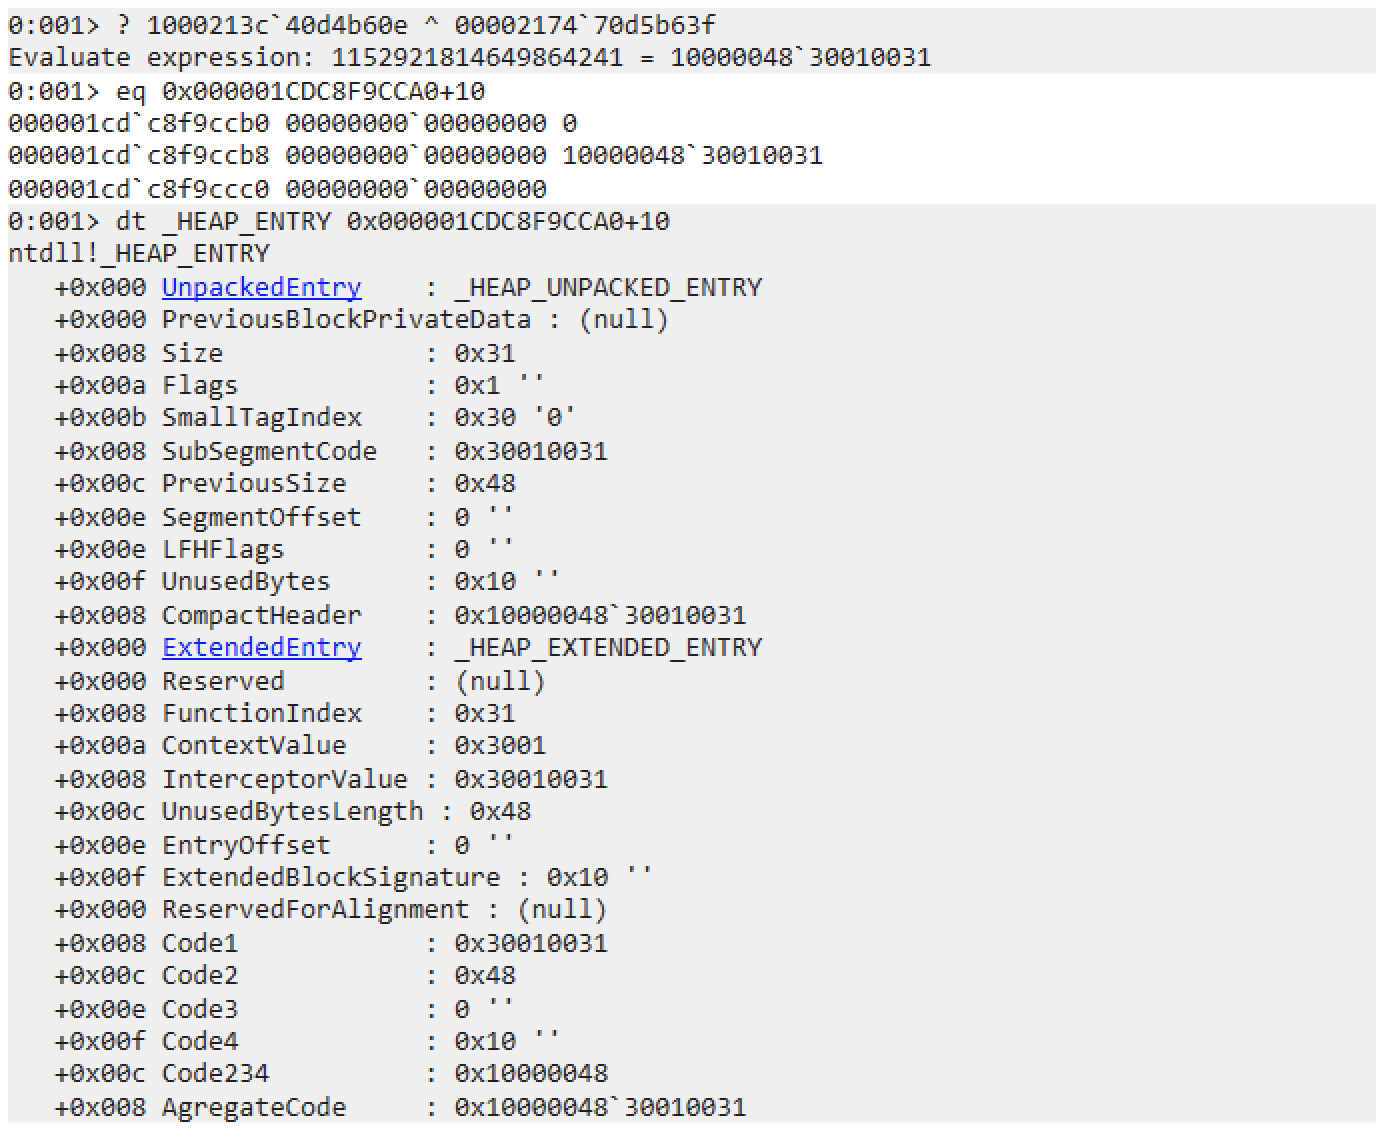 0:001> ? 1000213c`40d4b60e ^ 00002174`70d5b63f
Evaluate expression: 1152921814649864241 = 10000048`30010031
0:001> eq 0x000001CDC8F9CCA0+10
000001cd`c8f9ccb0 00000000`00000000 0
000001cd`c8f9ccb8 00000000`00000000 10000048`30010031
000001cd`c8f9ccc0 00000000`00000000
0:001> dt _HEAP_ENTRY 0x000001CDC8F9CCA0+10
ntdll!_HEAP_ENTRY
   +0x000 UnpackedEntry    : _HEAP_UNPACKED_ENTRY
   +0x000 PreviousBlockPrivateData : (null)
   +0x008 Size             : 0x31
   +0x00a Flags            : 0x1 ''
   +0x00b SmallTagIndex    : 0x30 '0'
   +0x008 SubSegmentCode   : 0x30010031
   +0x00c PreviousSize     : 0x48
   +0x00e SegmentOffset    : 0 ''
   +0x00e LFHFlags         : 0 ''
   +0x00f UnusedBytes      : 0x10 ''
   +0x008 CompactHeader    : 0x10000048`30010031
   +0x000 ExtendedEntry    : _HEAP_EXTENDED_ENTRY
   +0x000 Reserved         : (null)
   +0x008 FunctionIndex    : 0x31
   +0x00a ContextValue     : 0x3001
   +0x008 InterceptorValue : 0x30010031
   +0x00c UnusedBytesLength : 0x48
   +0x00e EntryOffset      : 0 ''
   +0x00f ExtendedBlockSignature : 0x10 ''
   +0x000 ReservedForAlignment : (null)
   +0x008 Code1            : 0x30010031
   +0x00c Code2            : 0x48
   +0x00e Code3            : 0 ''
   +0x00f Code4            : 0x10 ''
   +0x00c Code234          : 0x10000048
   +0x008 AgregateCode     : 0x10000048`30010031